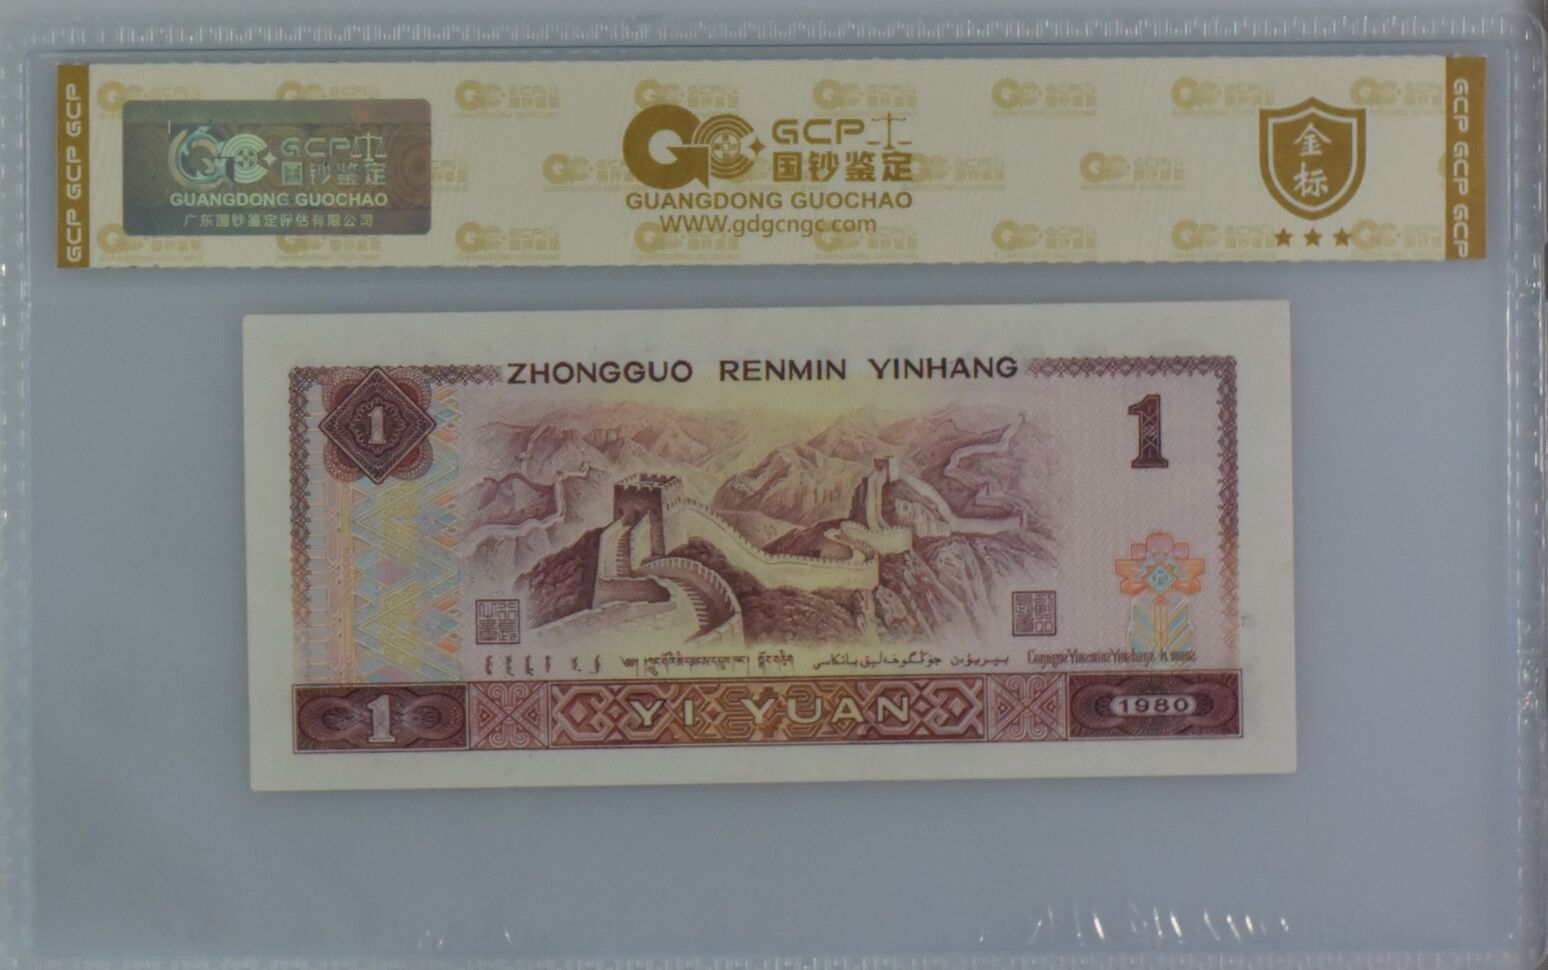 GCP GCP GCP
GCP
国钞鉴定
GUANGDONG GUOCHAO
广东国钞鉴定评估有限公司
GCP
国钞鉴定
GUANGDONG GUOCHAO
WWW.gdgcngc.com
金标
GCP GCP GCP
ZHONGGUO RENMIN YINHANG
1
1
1
YI YUAN
1980